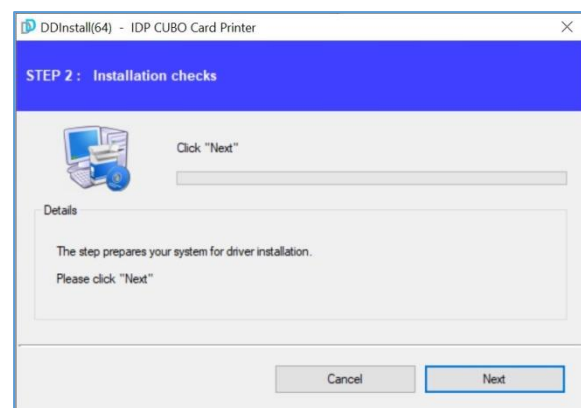 DDInstall(64) - IDP CUBO Card Printer
STEP 2 : Installation checks
Click "Next"
Details
The step prepares your system for driver installation.
Please click "Next"
Cancel
Next